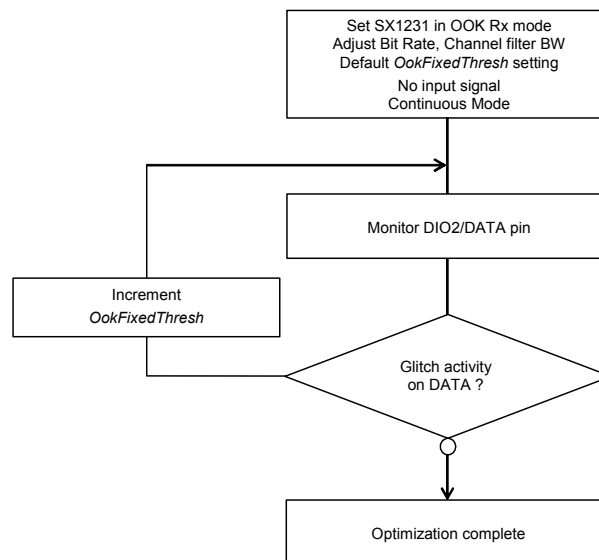 Set SX1231 in OOK Rx mode
Adjust Bit Rate, Channel filter BW
Default OokFixedThresh setting
No input signal
Continuous Mode
Monitor DIO2/DATA pin
Increment
OokFixedThresh
Glitch activity
on DATA ?
Optimization complete